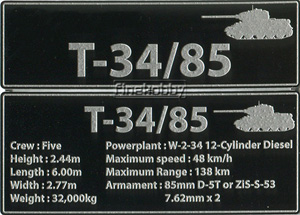 T-34/85
finehobby
T-34/85
Crew : Five
Height : 2.44m
Length : 6.00m
Width : 2.77m
Weight : 32,000kg
Powerplant : W-2-34 12-Cylinder Diesel
Maximum speed : 48 km/h
Maximum Range : 138 km
Armament : 85mm D-5T or ZiS-S-53
7.62mm x 2